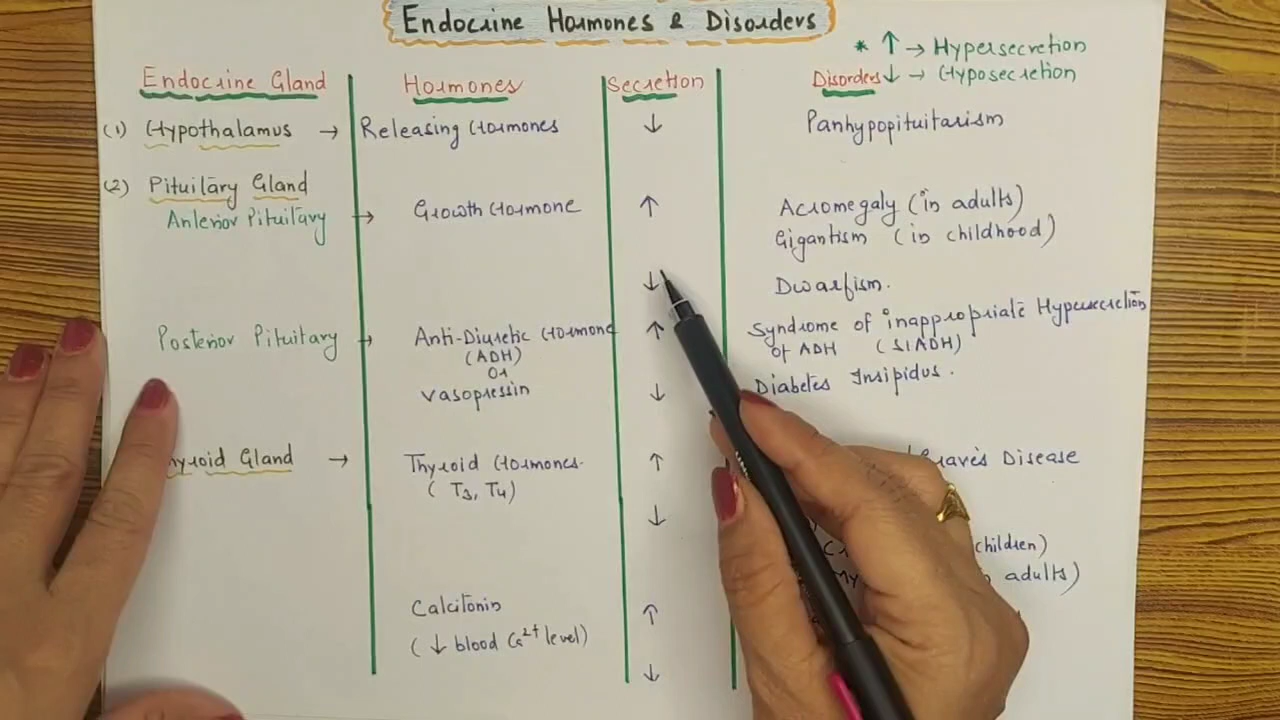 Endocrine Hormones & Disorders
* ↑ → Hypersecretion
↓ → Hyposecretion
Endocrine Gland Hormones Secretion Disorders
(1) Hypothalamus → Releasing Hormones ↓ Panhypopituitarism
(2) Pituitary Gland
Anterior Pituitary → Growth Hormone ↑ Acromegaly (in adults)
Gigantism (in childhood)
↓ Dwarfism.
Posterior Pituitary → Anti-Diuretic Hormone ↑ Syndrome of inappropriate Hypersecretion
(ADH) of ADH (SIADH)
or
vasopressin ↓ Diabetes Insipidus.
Gland → Thyroid Hormones ↑ Graves Disease
(T3, T4)
↓
children)
adults)
Calcitonin ↑
(↓ blood Ca2+ level)
↓